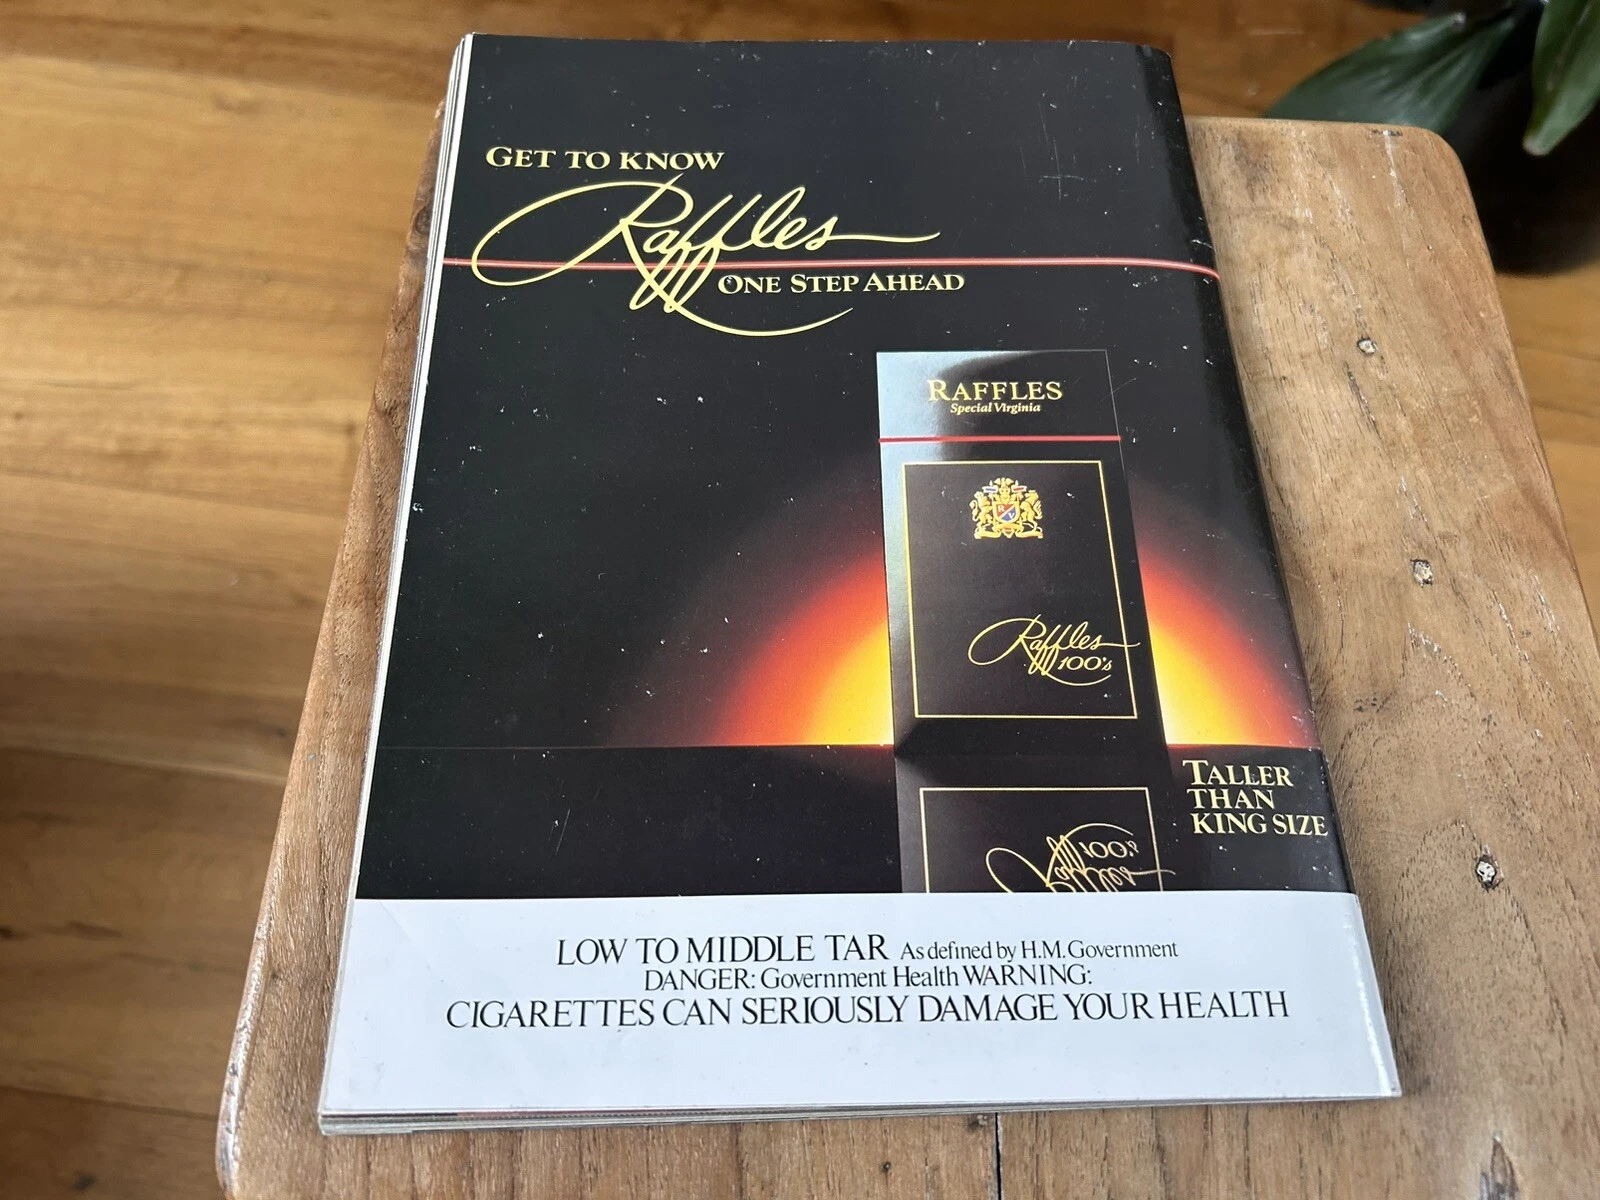 GET TO KNOW
Raffles
ONE STEP AHEAD
RAFFLES
Special Virginia
R V
Raffles
100's
TALLER
THAN
KING SIZE
100's
LOW TO MIDDLE TAR As defined by H.M.Government
DANGER: Government Health WARNING:
CIGARETTES CAN SERIOUSLY DAMAGE YOUR HEALTH